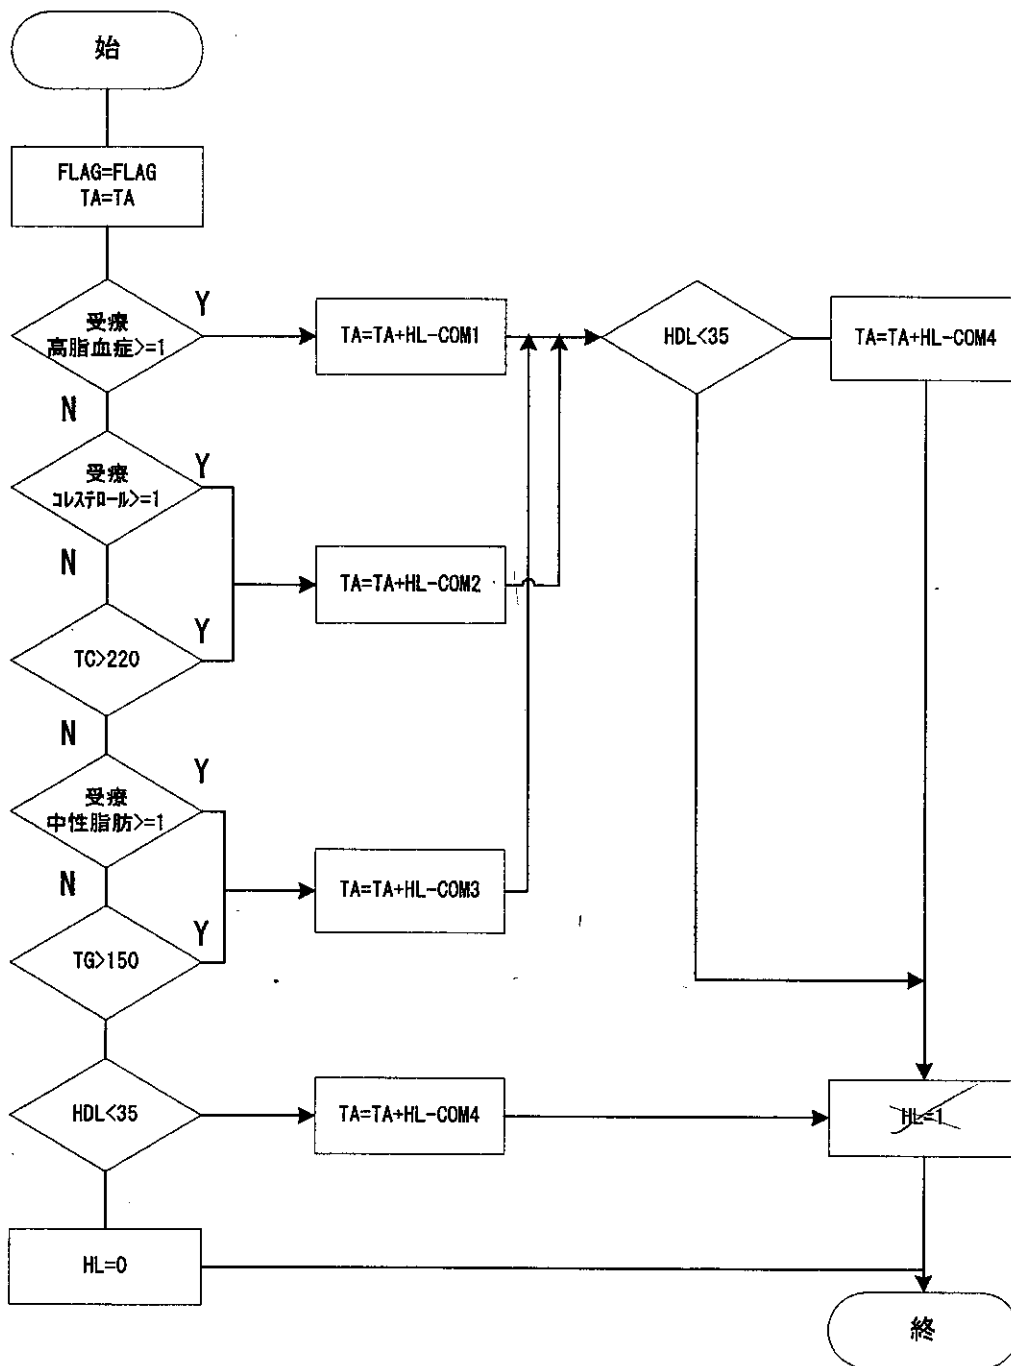 始
FLAG=FLAG
TA=TA
受療
高脂血症>=1
Y
TA=TA+HL-COM1
HDL<35
TA=TA+HL-COM4
N
受療
コレステロール>=1
Y
N
TA=TA+HL-COM2
TC>220
Y
N
受療
中性脂肪>=1
Y
N
TA=TA+HL-COM3
TG>150
Y
HDL<35
TA=TA+HL-COM4
HL=1
HL=0
終